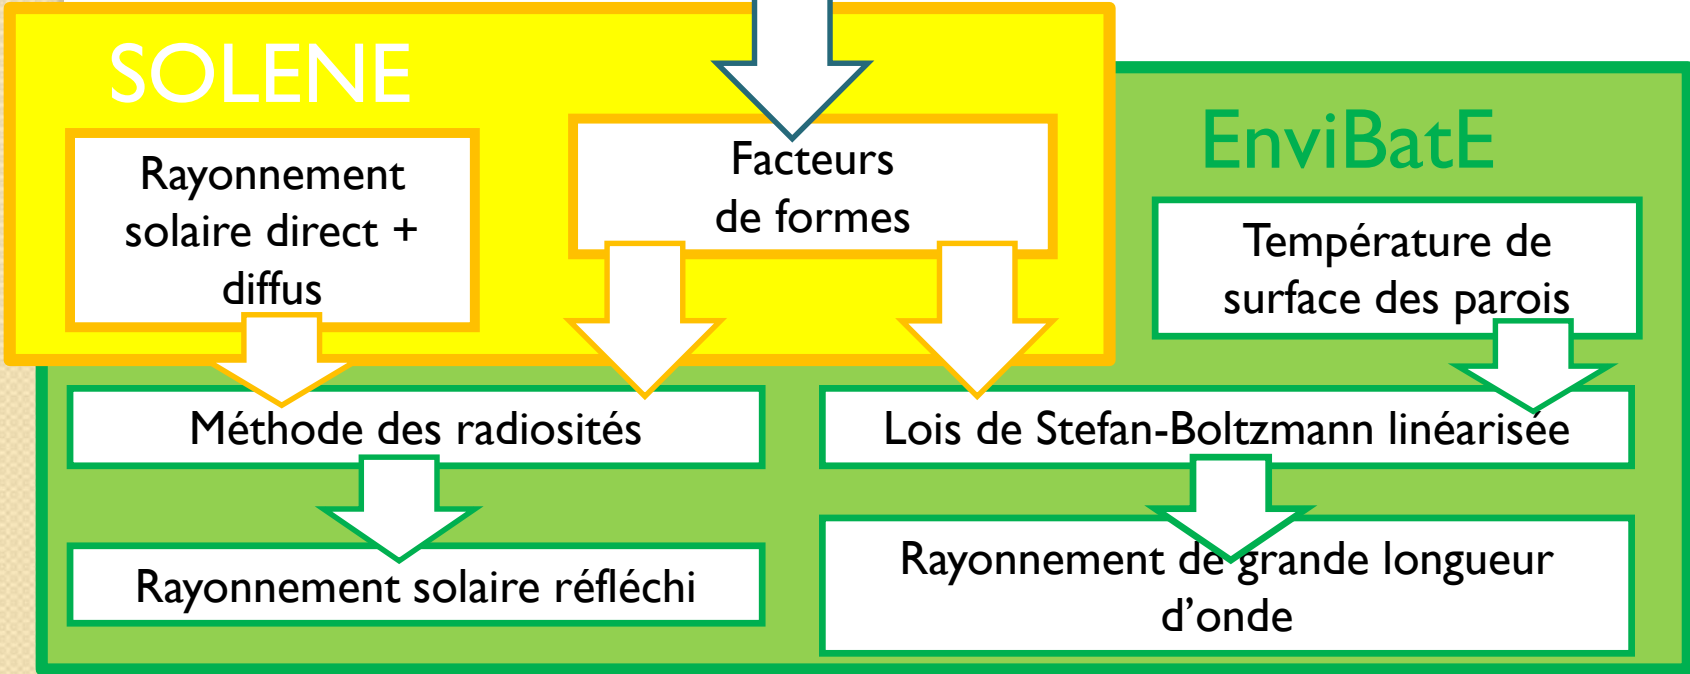 SOLENE
Rayonnement
solaire direct +
diffus
Facteurs
de formes
EnviBatE
Température de
surface des parois
Méthode des radiosités
Lois de Stefan-Boltzmann linéarisée
Rayonnement solaire réfléchi
Rayonnement de grande longueur
d’onde